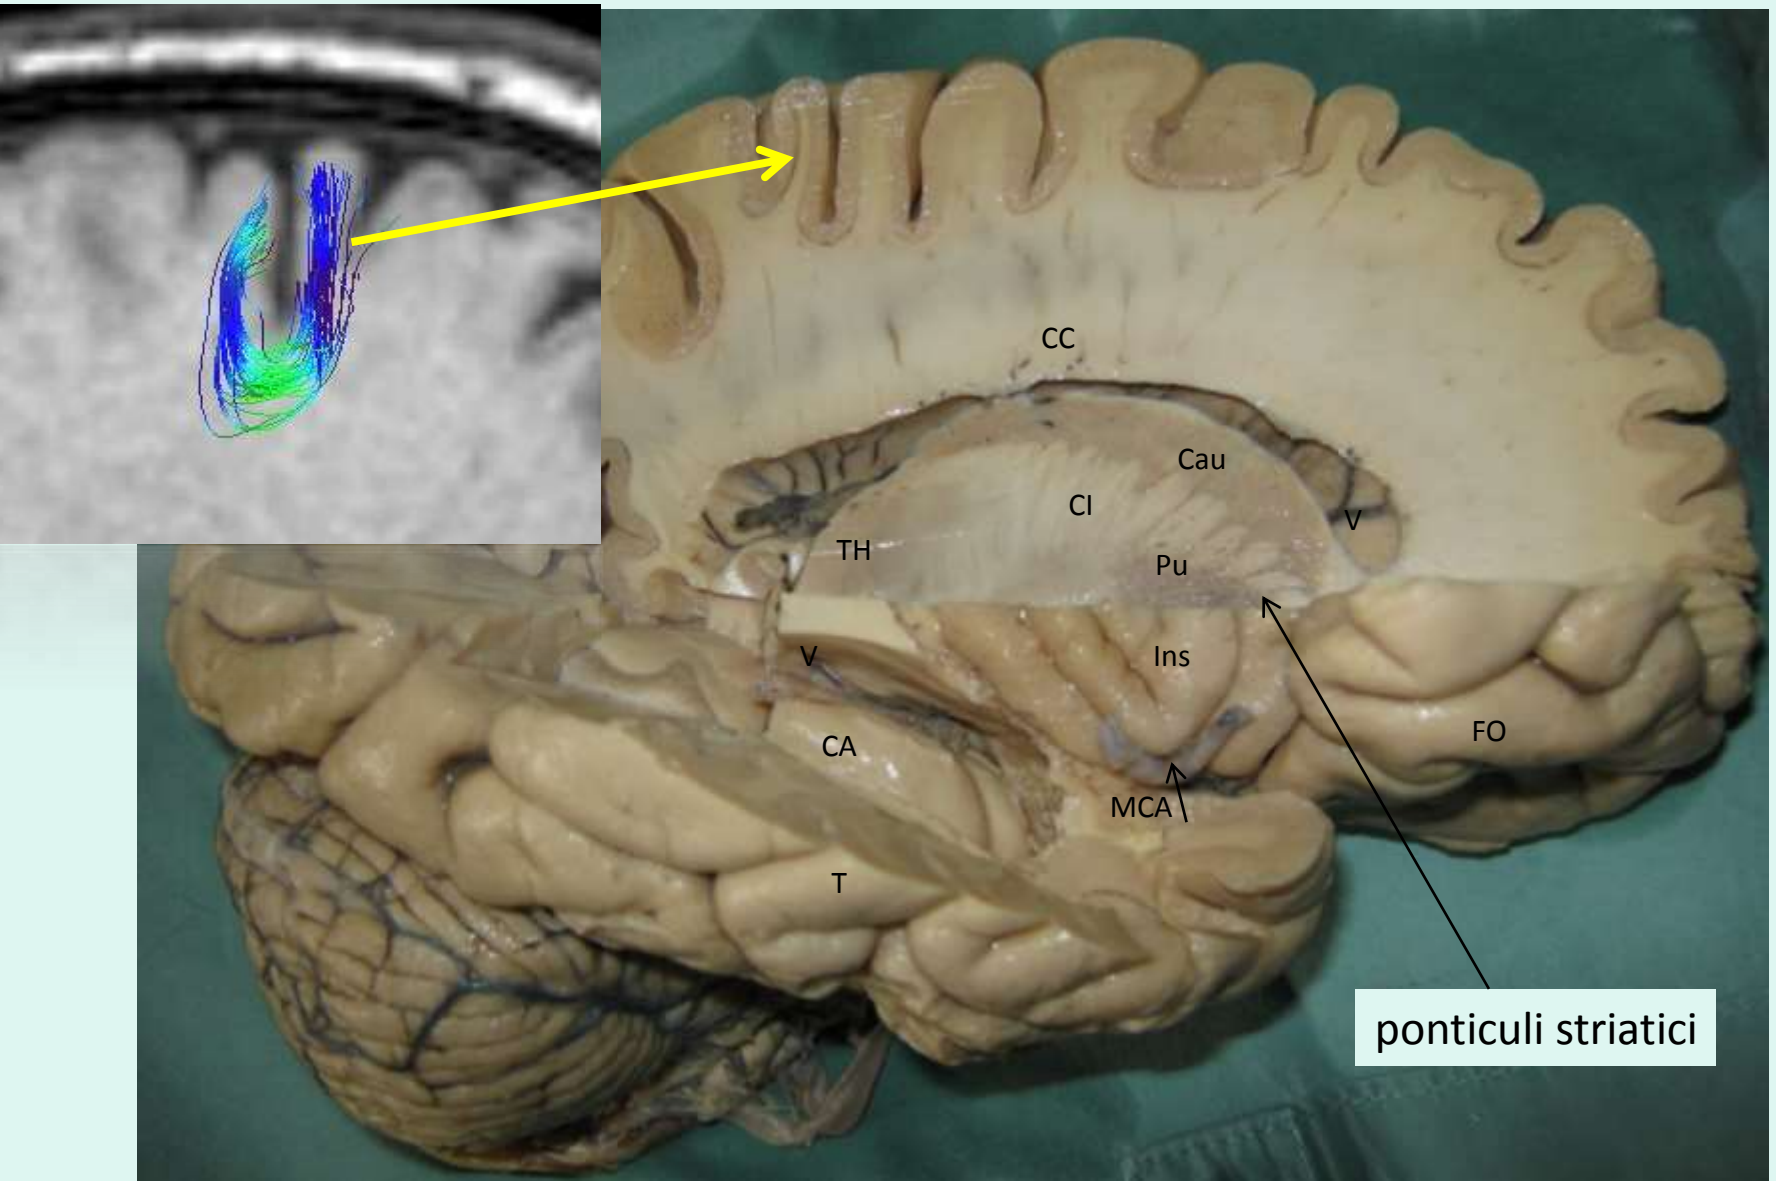 CC
Cau
CI
V
TH
Pu
V
Ins
FO
CA
MCA
T
ponticuli striatici